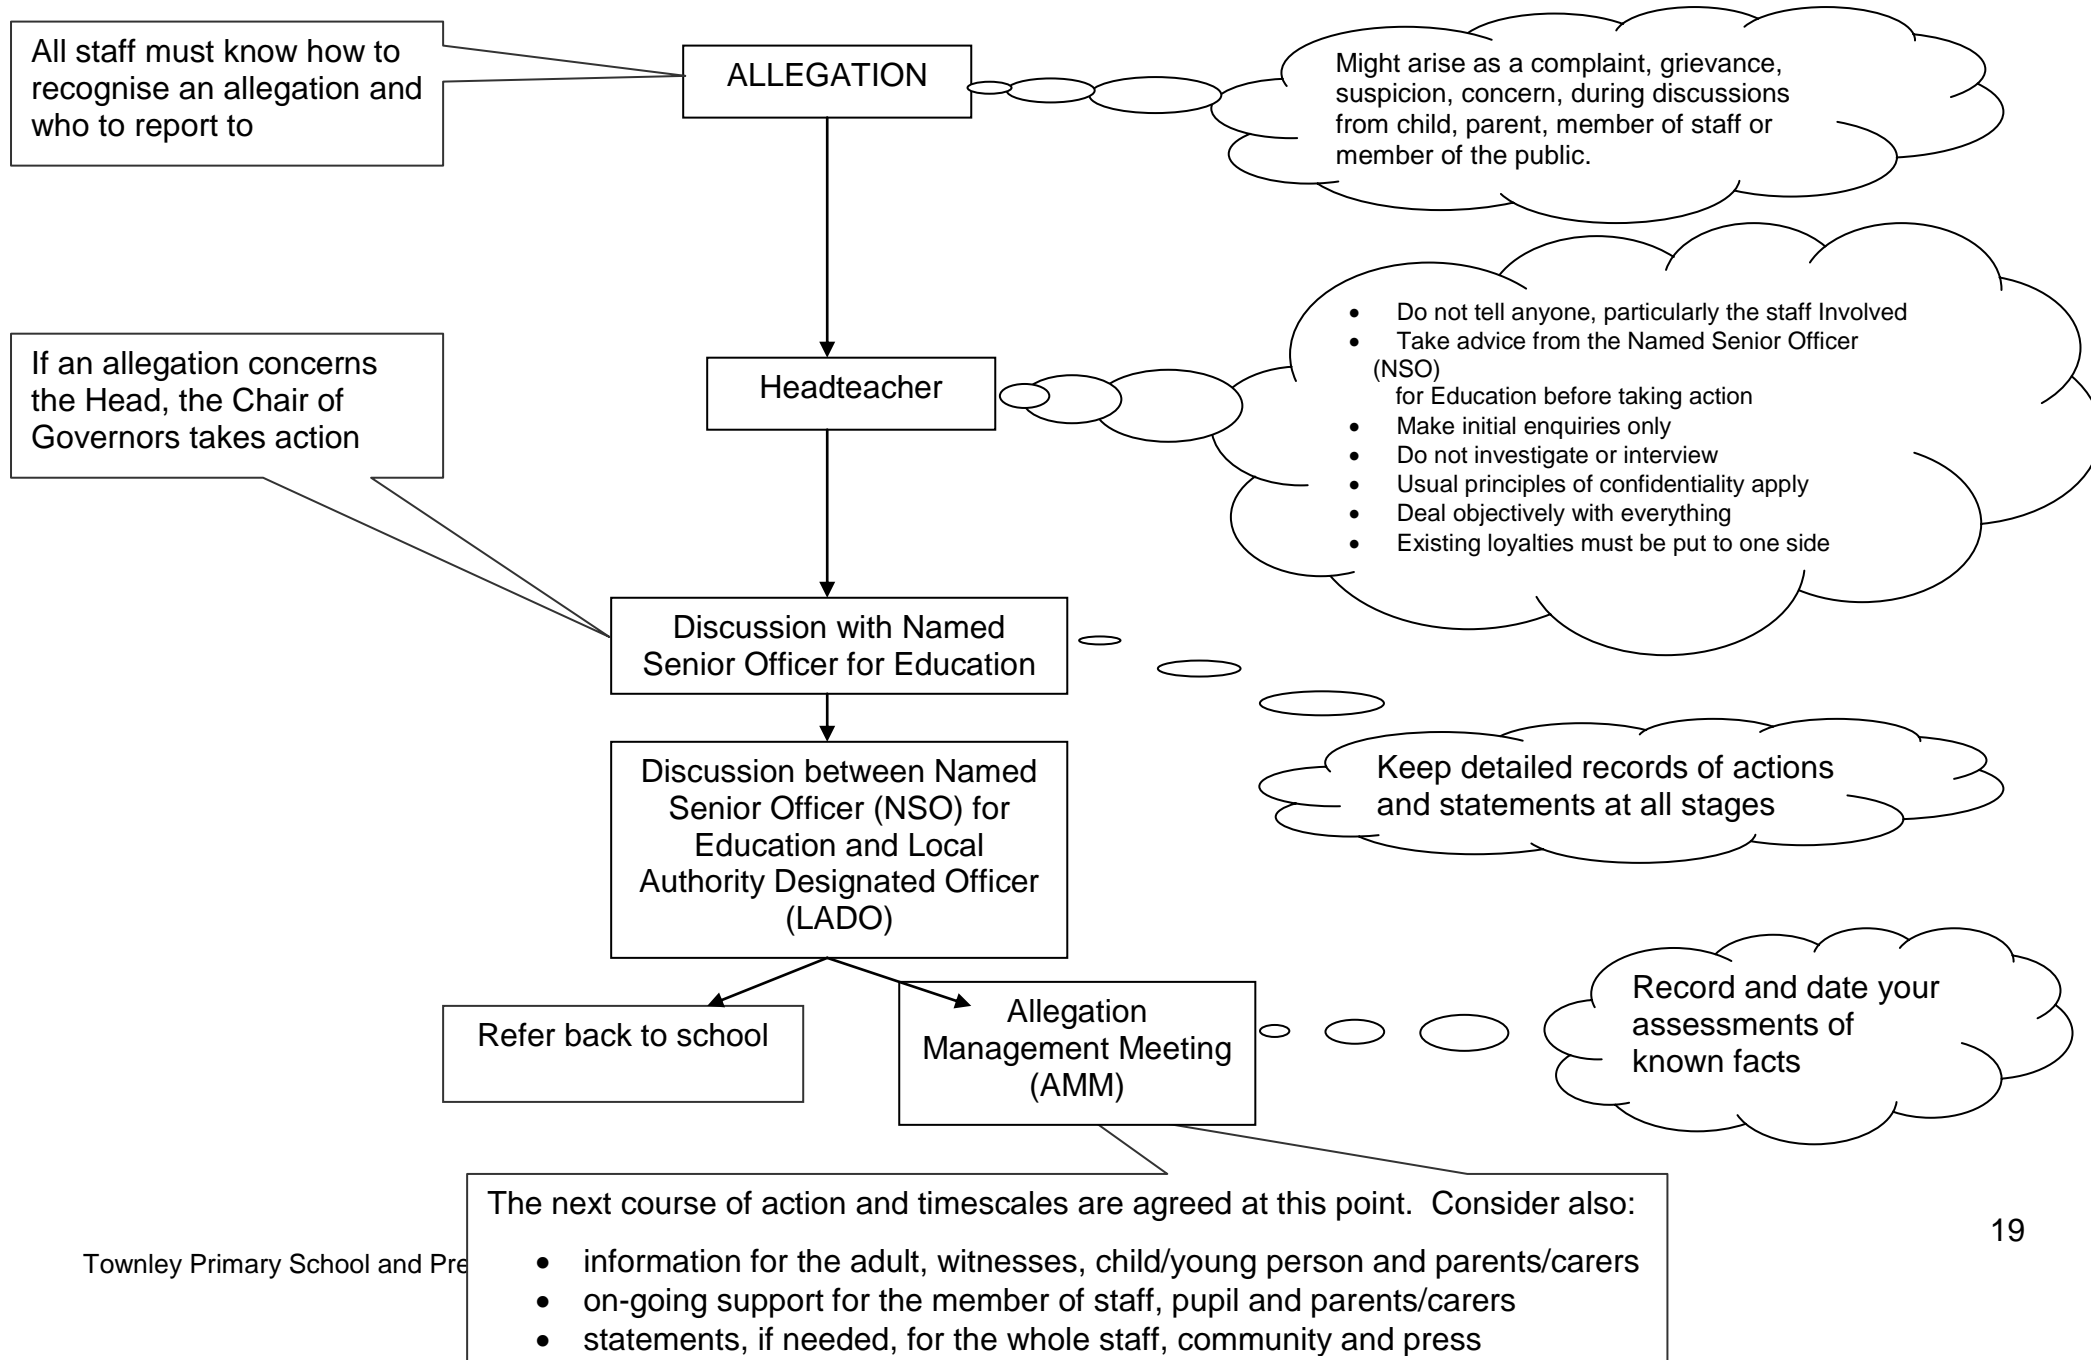 All staff must know how to
recognise an allegation and
who to report to
ALLEGATION
Might arise as a complaint, grievance,
suspicion, concern, during discussions
from child, parent, member of staff or
member of the public.
If an allegation concerns
the Head, the Chair of
Governors takes action
Headteacher
• Do not tell anyone, particularly the staff Involved
• Take advice from the Named Senior Officer
(NSO)
for Education before taking action
• Make initial enquiries only
• Do not investigate or interview
• Usual principles of confidentiality apply
• Deal objectively with everything
• Existing loyalties must be put to one side
Discussion with Named
Senior Officer for Education
Discussion between Named
Senior Officer (NSO) for
Education and Local
Authority Designated Officer
(LADO)
Keep detailed records of actions
and statements at all stages
Refer back to school
Allegation
Management Meeting
(AMM)
Record and date your
assessments of
known facts
The next course of action and timescales are agreed at this point.  Consider also:
• information for the adult, witnesses, child/young person and parents/carers
• on-going support for the member of staff, pupil and parents/carers
• statements, if needed, for the whole staff, community and press
Townley Primary School and Pre
19